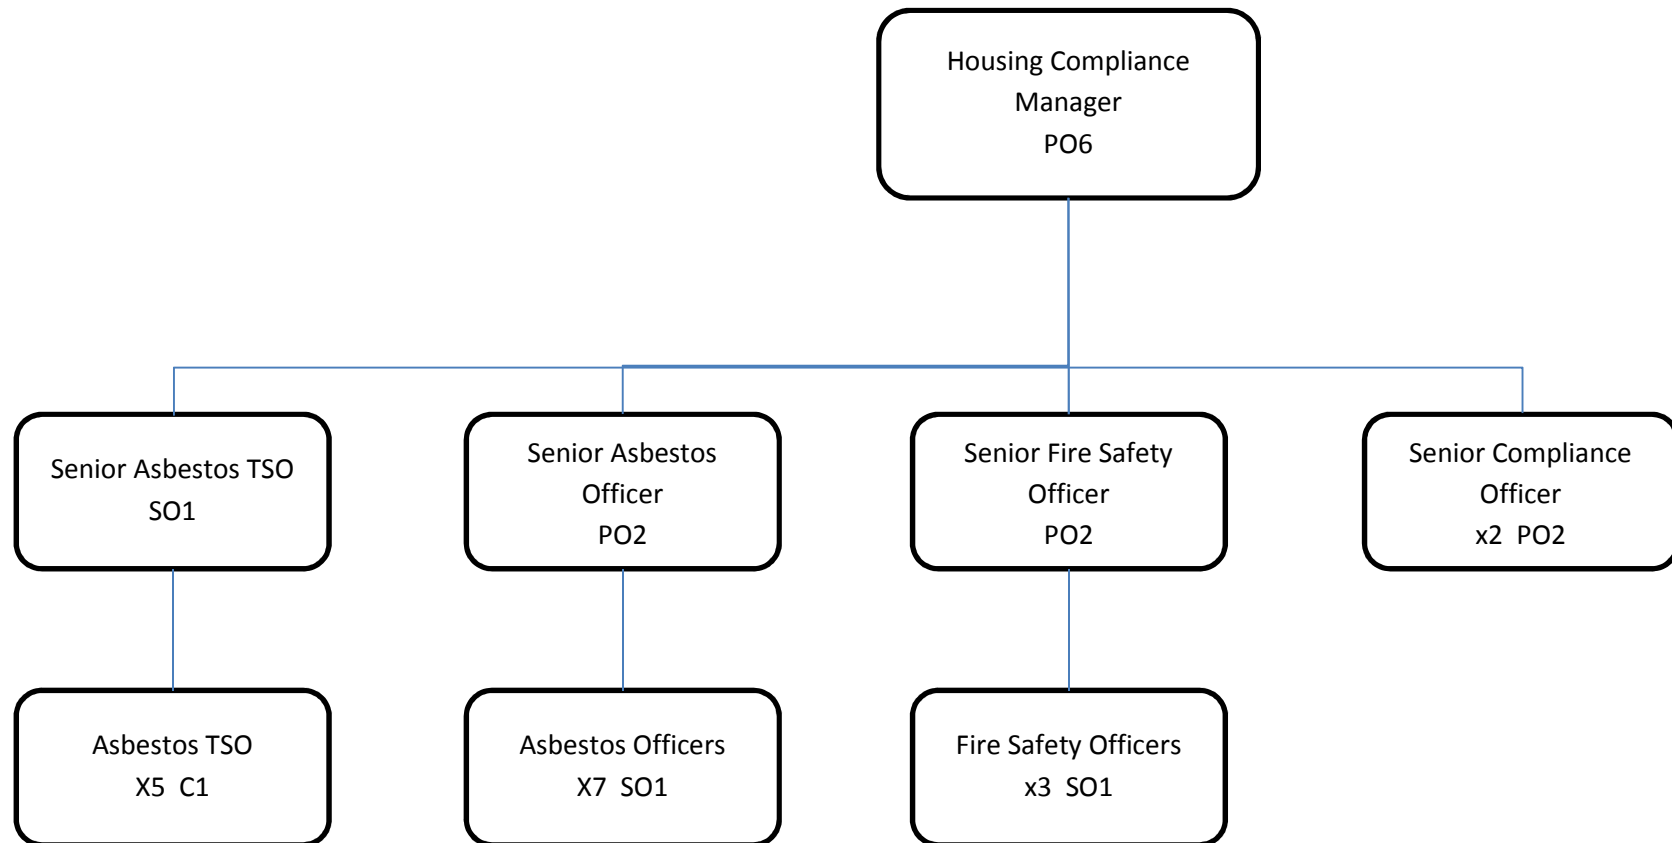 Housing Compliance
Manager
PO6
Senior Asbestos TSO
SO1
Senior Asbestos
Officer
PO2
Senior Fire Safety
Officer
PO2
Senior Compliance
Officer
x2  PO2
Asbestos TSO
X5  C1
Asbestos Officers
X7  SO1
Fire Safety Officers
x3  SO1